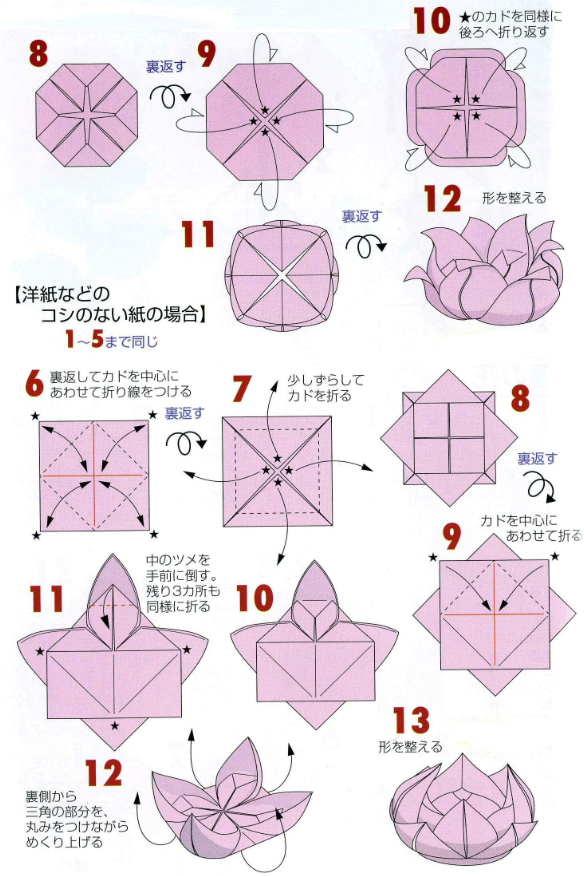 8
裏返す
9
10
★のカドを同様に
後ろへ折り返す
11
裏返す
12
形を整える
【洋紙などの
コシのない紙の場合】
1～5まで同じ
6
裏返してカドを中心に
あわせて折り線をつける
裏返す
7
少しずらして
カドを折る
8
裏返す
9
カドを中心に
あわせて折る
10
11
中のツメを
手前に倒す。
残り3カ所も
同様に折る
12
裏側から
三角の部分を、
丸みをつけながら
めくり上げる
13
形を整える